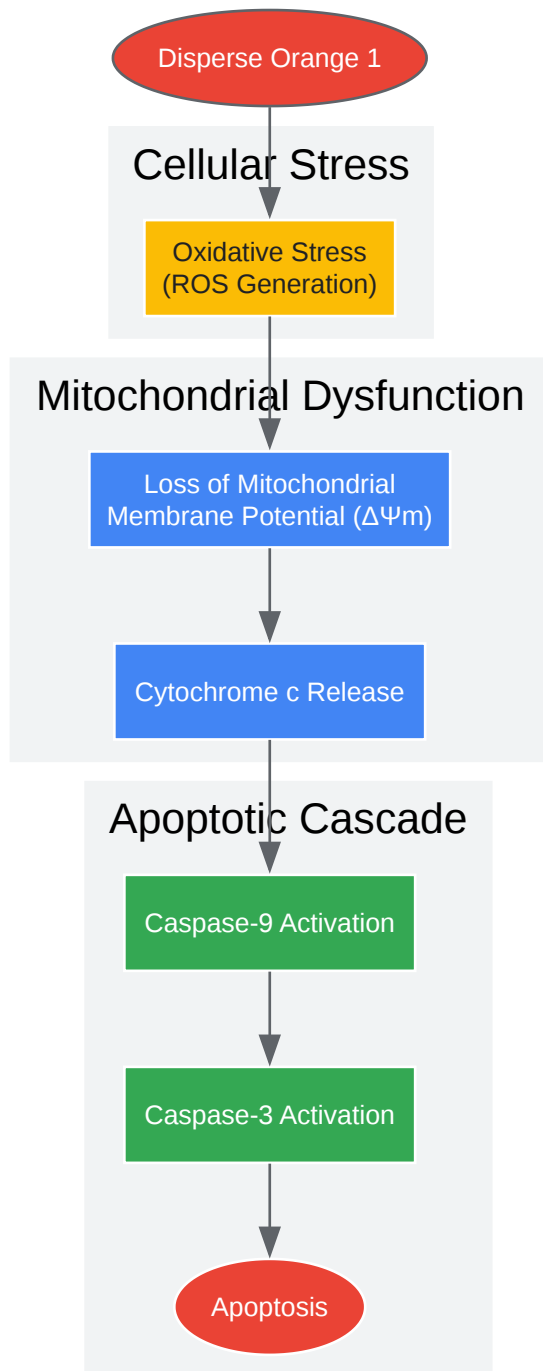 Disperse Orange 1
Cellular Stress
Oxidative Stress
(ROS Generation)
Mitochondrial Dysfunction
Loss of Mitochondrial
Membrane Potential (ΔΨm)
Cytochrome c Release
Apoptotic Cascade
Caspase-9 Activation
Caspase-3 Activation
Apoptosis